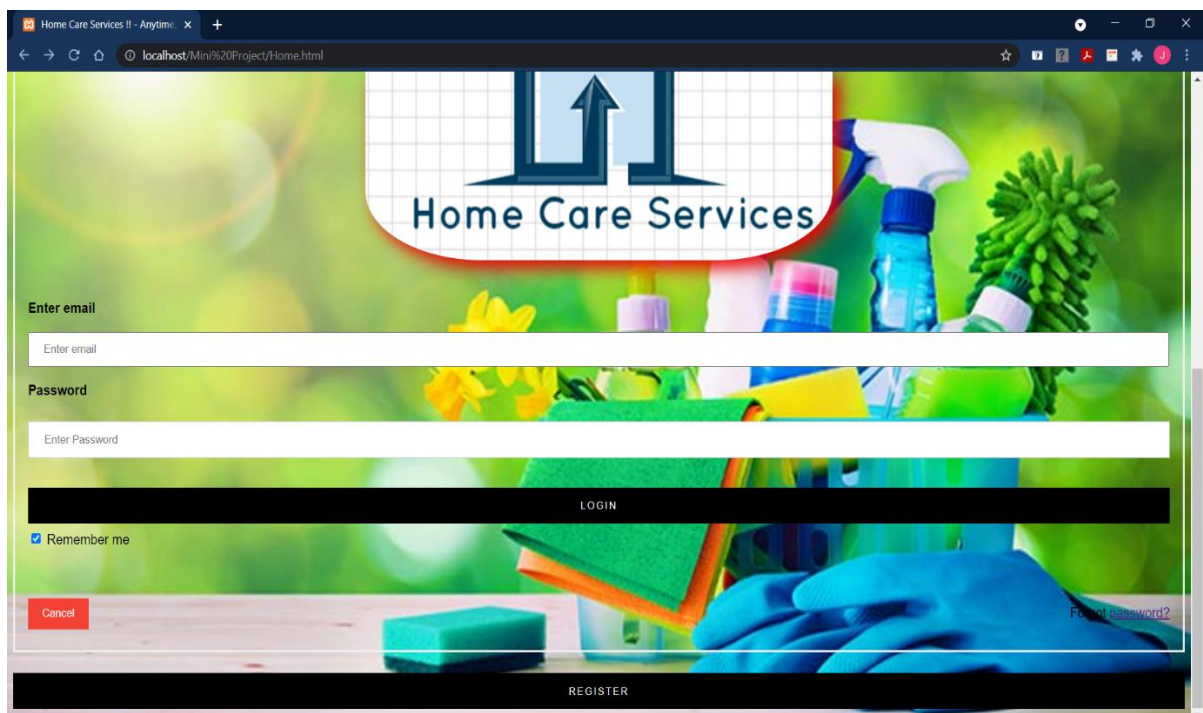 Home Care Services !! - Anytime,
localhost/Mini%20Project/Home.html
J
Home Care Services
Enter email
Enter email
Password
Enter Password
LOGIN
Remember me
Cancel
Forgot password?
REGISTER